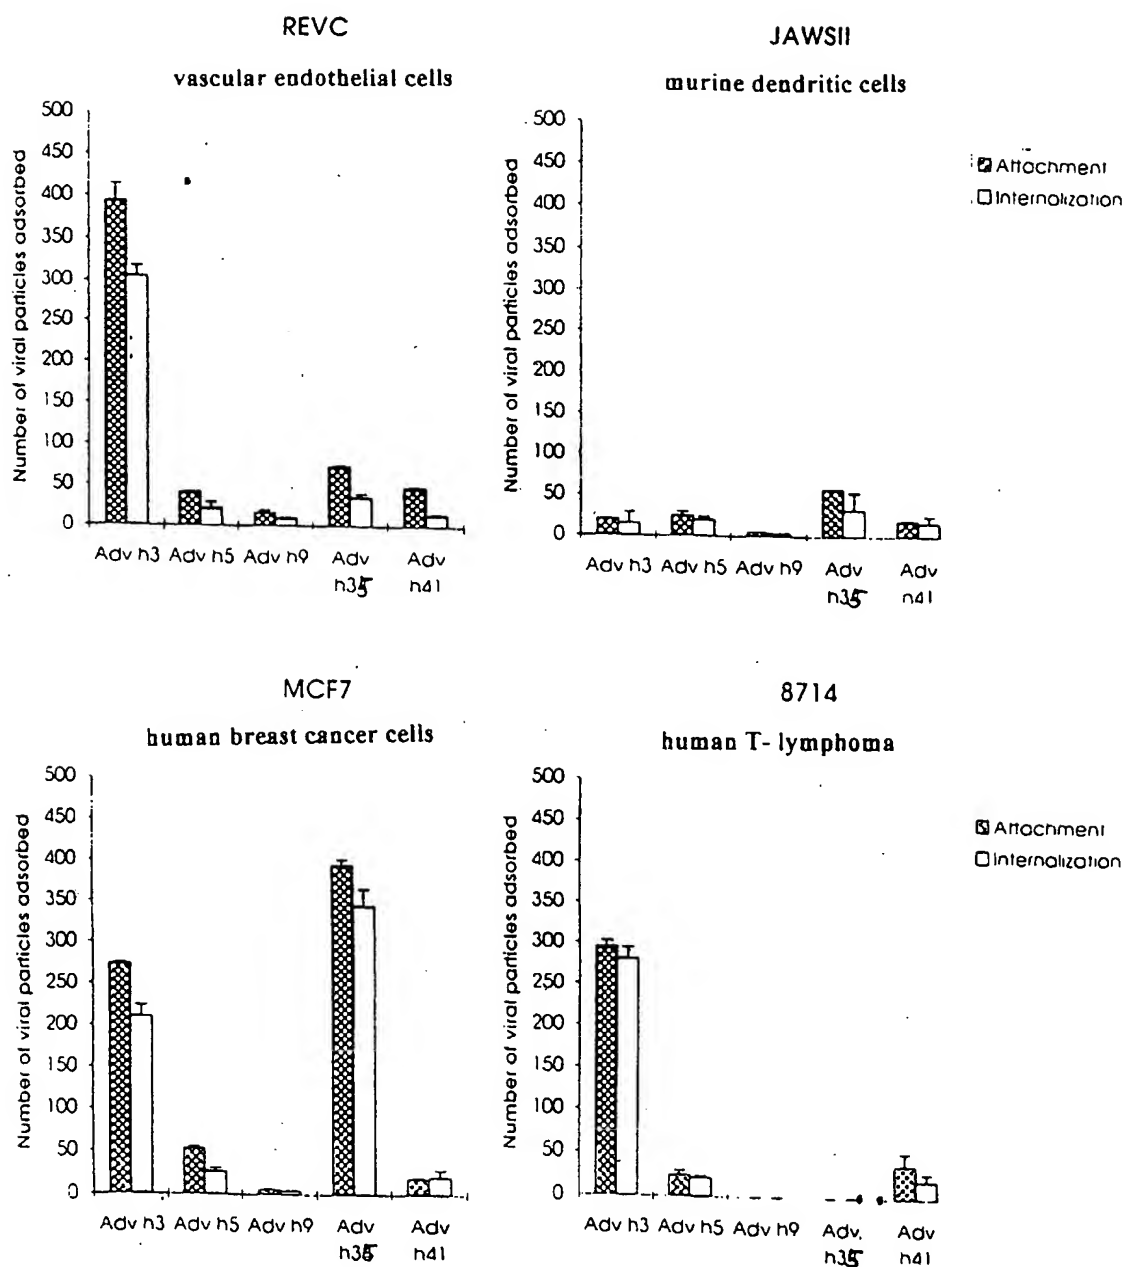 REVC
vascular endothelial cells
Number of viral particles adsorbed
500
450
400
350
300
250
200
150
100
50
0
Adv h3 Adv h5 Adv h9 Adv h35 Adv h41
JAWSII
murine dendritic cells
Number of viral particles adsorbed
500
450
400
350
300
250
200
150
100
50
0
Adv h3 Adv h5 Adv h9 Adv h35 Adv h41
Attachment
Internalization
MCF7
human breast cancer cells
Number of viral particles adsorbed
500
450
400
350
300
250
200
150
100
50
0
Adv h3 Adv h5 Adv h9 Adv h35 Adv h41
8714
human T- lymphoma
Number of viral particles adsorbed
500
450
400
350
300
250
200
150
100
50
0
Adv h3 Adv h5 Adv h9 Adv. h35 Adv h41
Attachment
Internalization